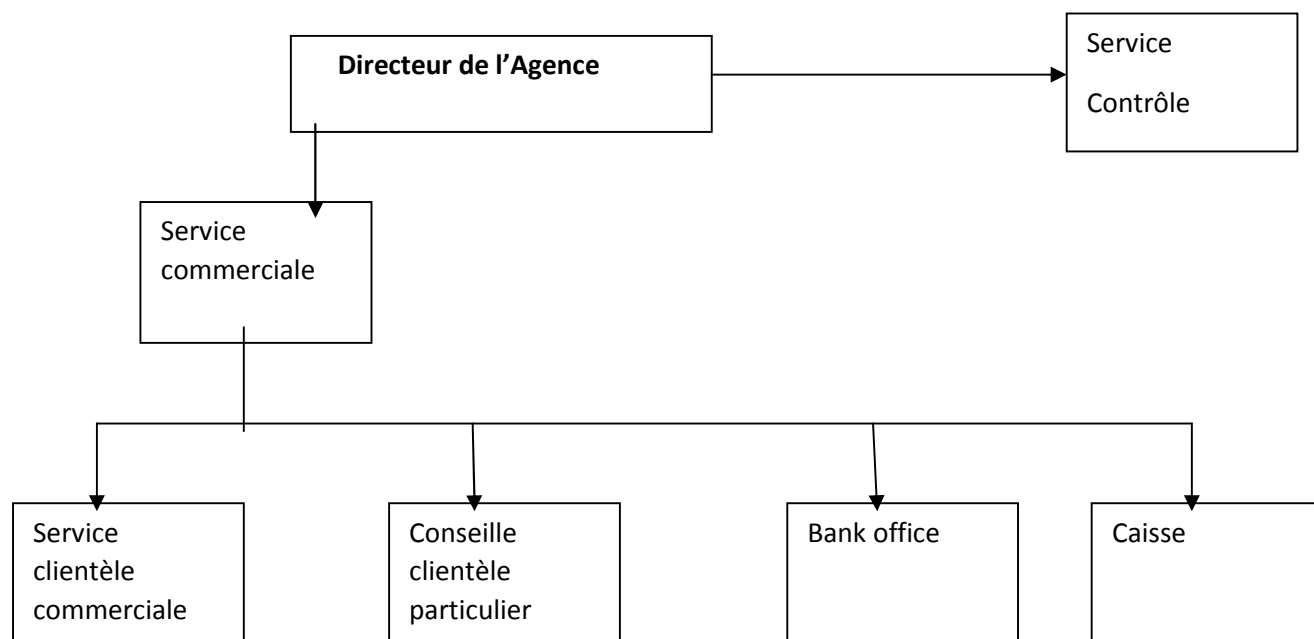 Directeur de l’Agence
Service
Contrôle
Service
commerciale
Service
clientèle
commerciale
Conseille
clientèle
particulier
Bank office
Caisse